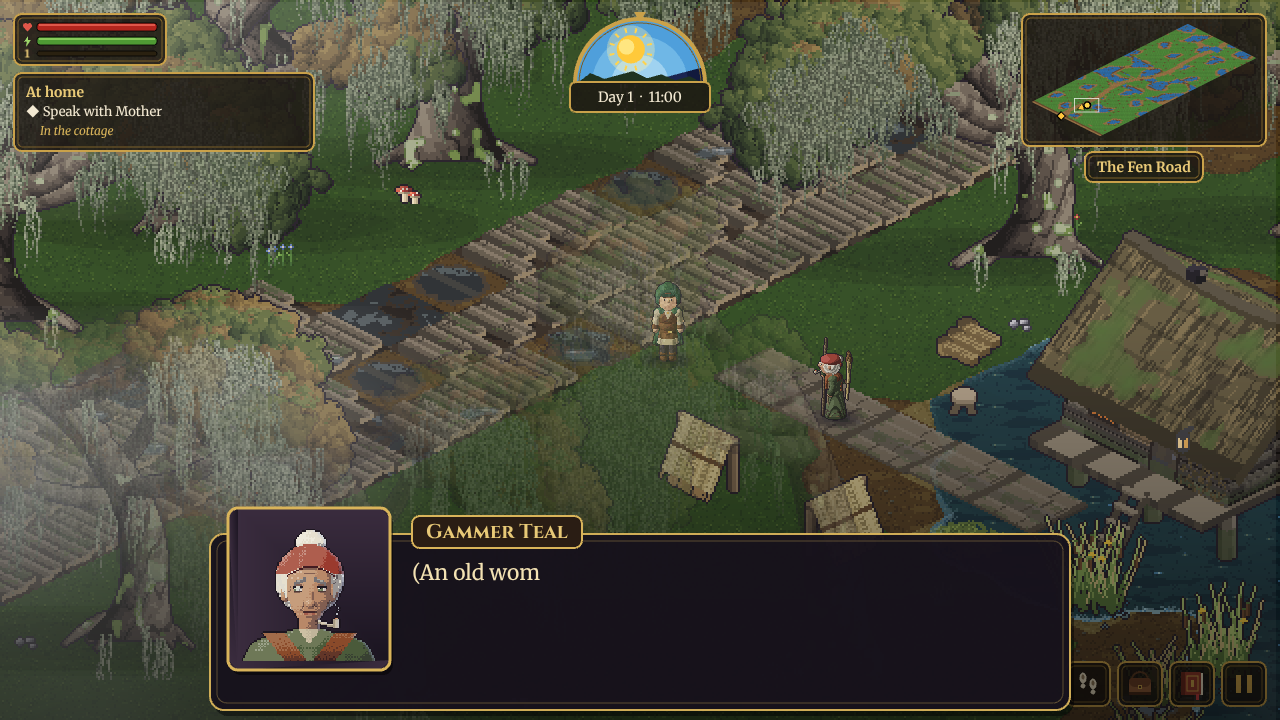 At home
◆ Speak with Mother
In the cottage
Day 1 · 11:00
The Fen Road
Gammer Teal
(An old wom